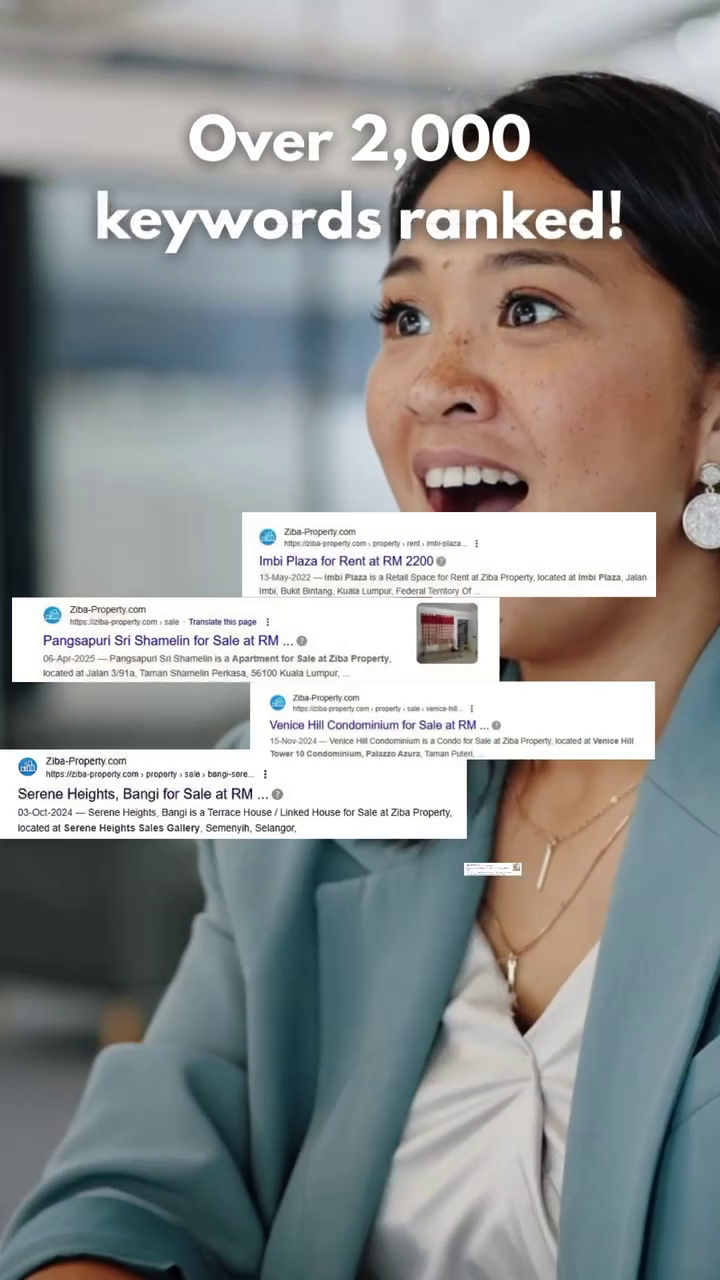 Over 2,000
keywords ranked!
Ziba-Property.com
https://ziba-property.com › property › rent › imbi-plaza...
Imbi Plaza for Rent at RM 2200
13-May-2022 — Imbi Plaza is a Retail Space for Rent at Ziba Property, located at Imbi Plaza, Jalan
Imbi, Bukit Bintang, Kuala Lumpur, Federal Territory Of ...
Ziba-Property.com
https://ziba-property.com › sale · Translate this page
Pangsapuri Sri Shamelin for Sale at RM ...
06-Apr-2025 — Pangsapuri Sri Shamelin is a Apartment for Sale at Ziba Property,
located at Jalan 3/91a, Taman Shamelin Perkasa, 56100 Kuala Lumpur, ...
Ziba-Property.com
https://ziba-property.com › property › sale › venice-hill...
Venice Hill Condominium for Sale at RM ...
15-Nov-2024 — Venice Hill Condominium is a Condo for Sale at Ziba Property, located at Venice Hill
Tower 10 Condominium, Palazzo Azura, Taman Puteri, ...
Ziba-Property.com
https://ziba-property.com › property › sale › bangi-sere...
Serene Heights, Bangi for Sale at RM ...
03-Oct-2024 — Serene Heights, Bangi is a Terrace House / Linked House for Sale at Ziba Property,
located at Serene Heights Sales Gallery, Semenyih, Selangor,